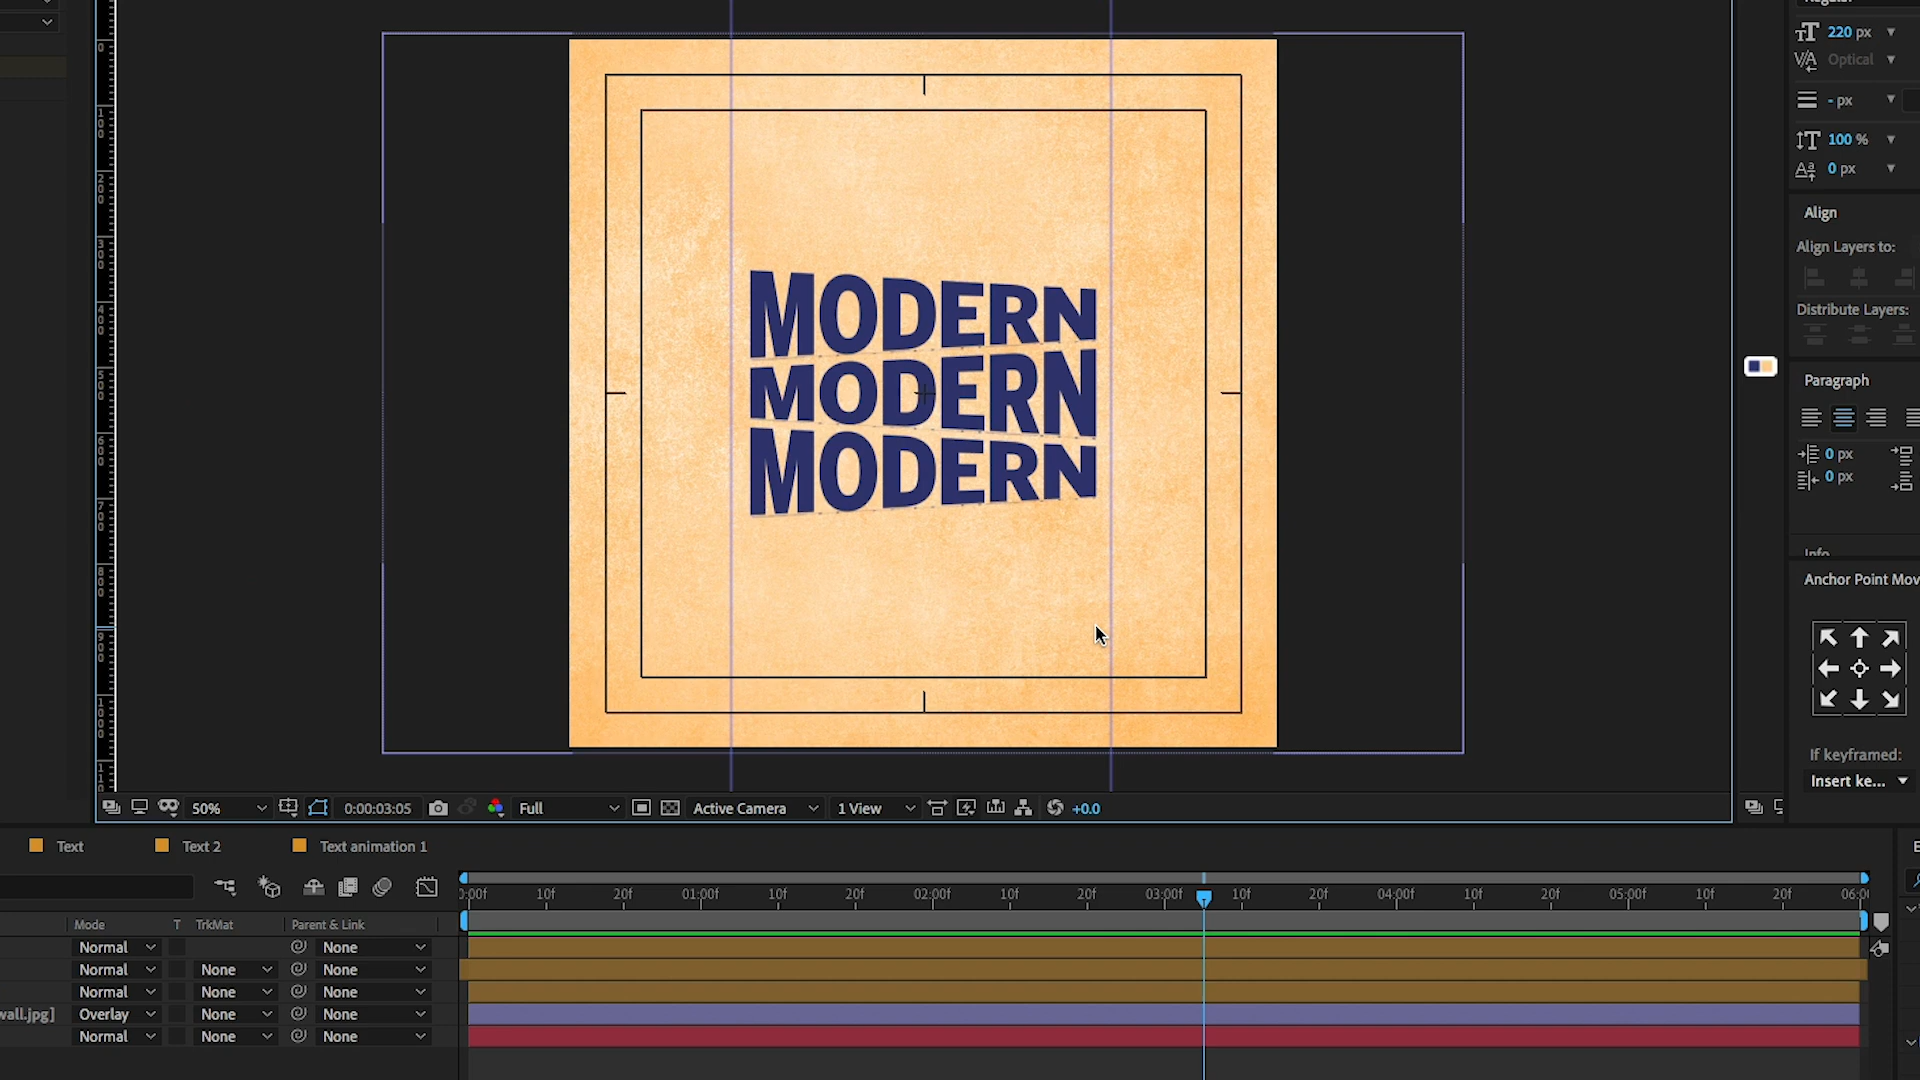 220 px
Optical
- px
100 %
0 px
Align
Align Layers to:
Distribute Layers:
Paragraph
0 px
0 px
Info
Anchor Point Mov
If keyframed:
Insert ke...
MODERN
MODERN
MODERN
50%
0:00:03:05
Full
Active Camera
1 View
+0.0
Text
Text 2
Text animation 1
0:00f 10f 20f 01:00f 10f 20f 02:00f 10f 20f 03:00f 10f 20f 04:00f 10f 20f 05:00f 10f 20f 06:0
Mode T TrkMat Parent & Link
Normal None
Normal None None
Normal None None
wall.jpg] Overlay None None
Normal None None